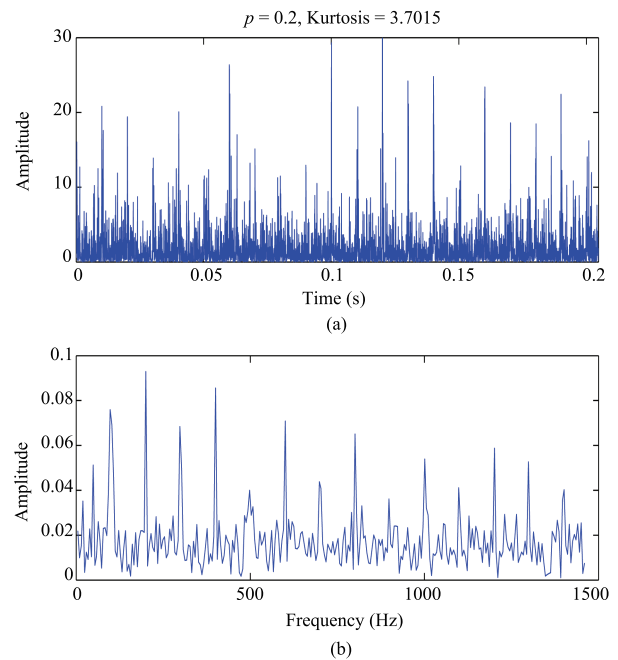 p = 0.2, Kurtosis = 3.7015
30
20
10
0
Amplitude
0 0.05 0.1 0.15 0.2
Time (s)
(a)
0.1
0.08
0.06
0.04
0.02
0
Amplitude
0 500 1000 1500
Frequency (Hz)
(b)